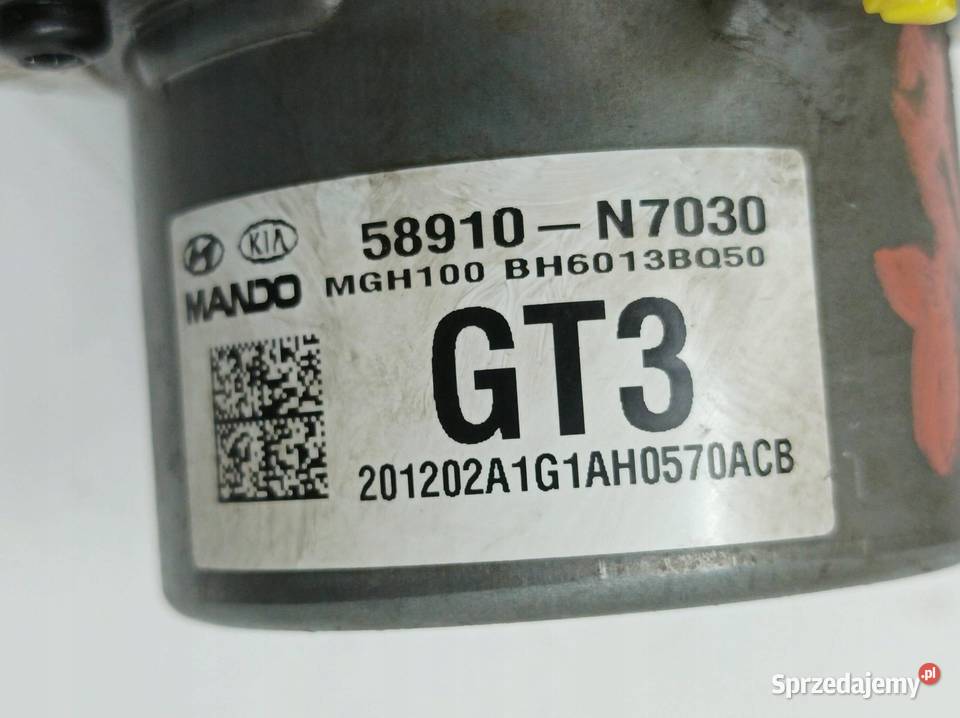 KIA 58910-N7030
MANDO MGH100 BH6013BQ50
GT3
201202A1G1AH0570ACB
Sprzedajemy.pl